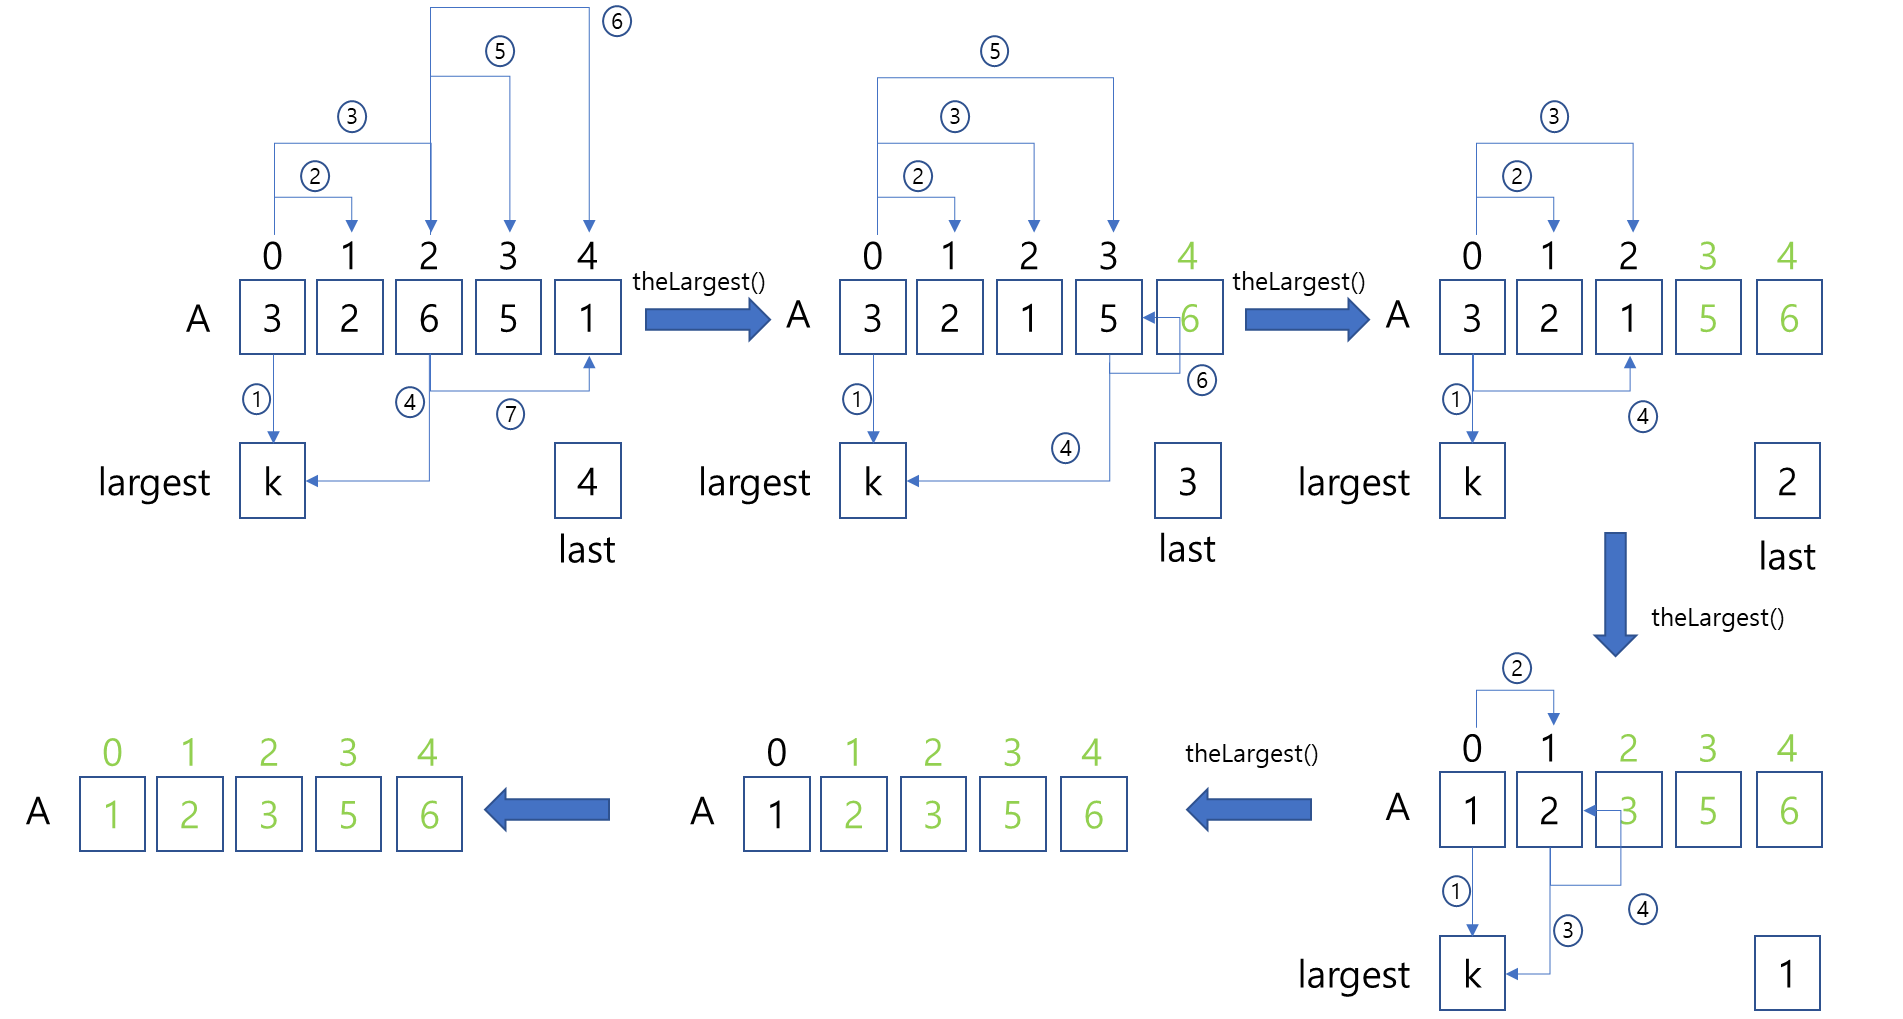 ⑥
⑤
③
②
0 1 2 3 4
A 3 2 6 5 1
① ④ ⑦
largest k 4
last
theLargest()
⑤
③
②
0 1 2 3 4
A 3 2 1 5 6
① ⑥
④
largest k 3
last
theLargest()
③
②
0 1 2 3 4
A 3 2 1 5 6
① ④
largest k 2
last
theLargest()
②
0 1 2 3 4
A 1 2 3 5 6
① ③ ④
largest k 1
theLargest()
0 1 2 3 4
A 1 2 3 5 6
0 1 2 3 4
A 1 2 3 5 6